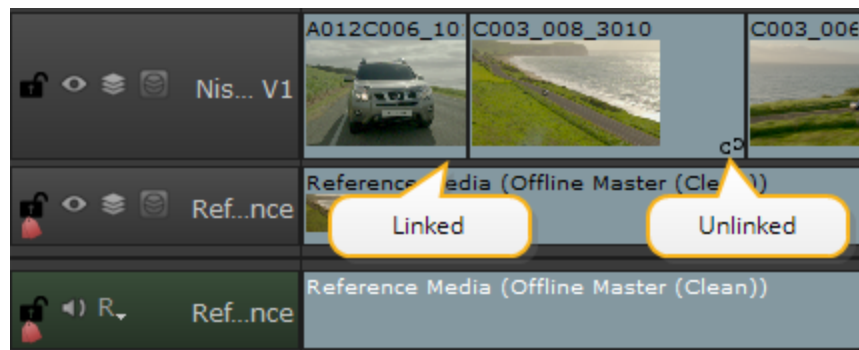 A012C006_10 C003_008_3010 C003_006
Nis... V1
Reference Media (Offline Master (Clean))
Ref...nce
Linked Unlinked
Reference Media (Offline Master (Clean))
R
Ref...nce